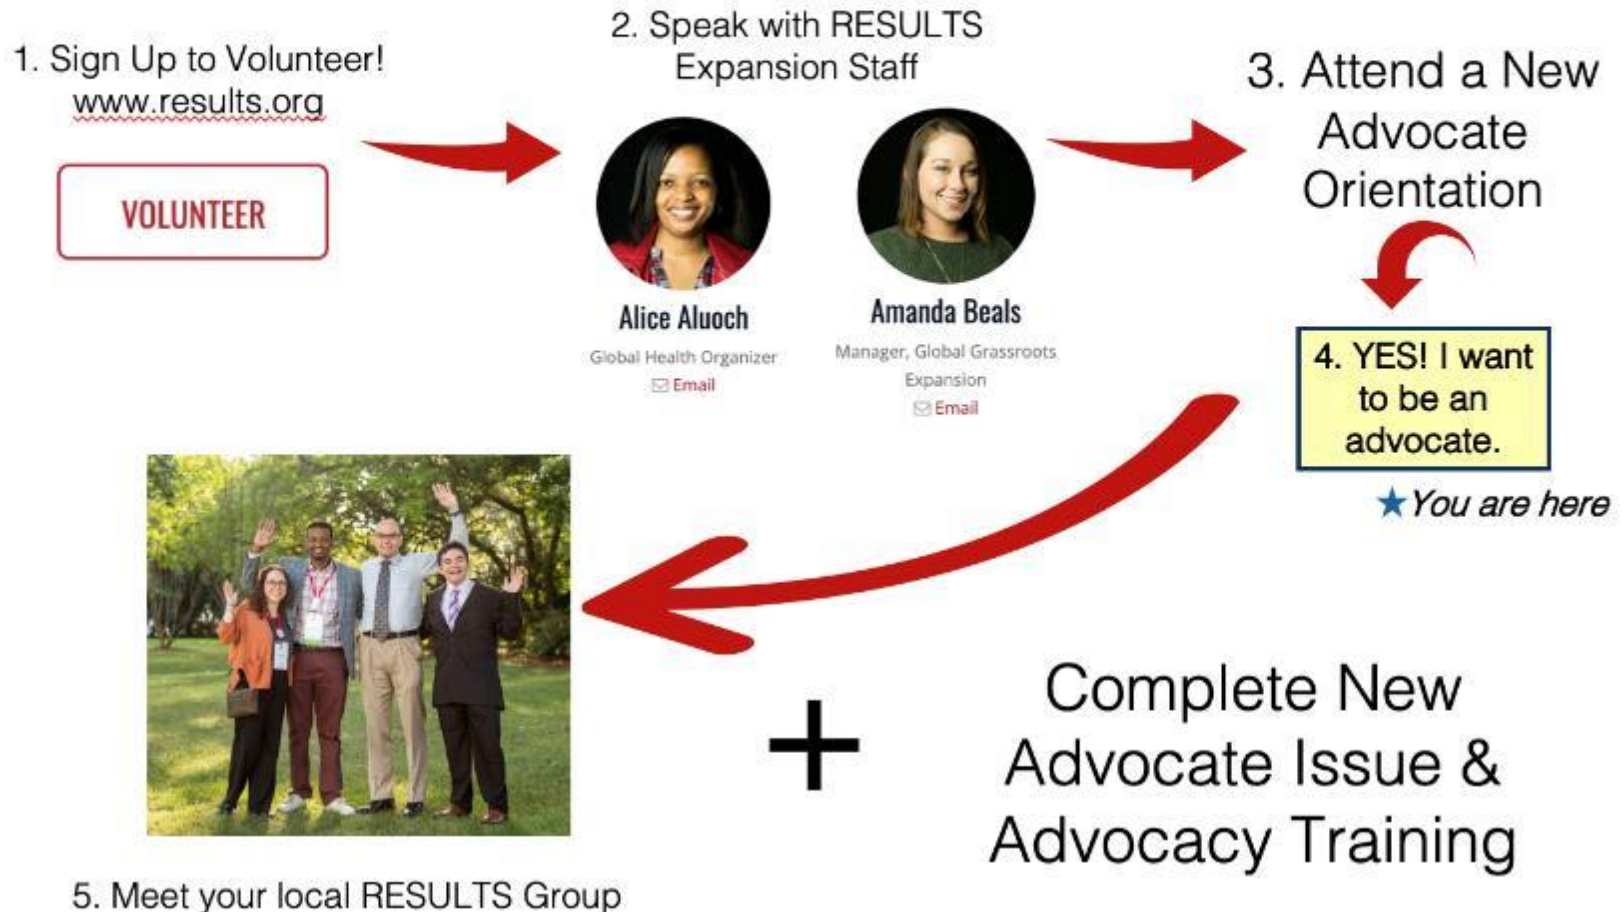 1. Sign Up to Volunteer!
www.results.org
VOLUNTEER
2. Speak with RESULTS
Expansion Staff
Alice Aluoch
Global Health Organizer
Email
Amanda Beals
Manager, Global Grassroots
Expansion
Email
3. Attend a New
Advocate
Orientation
4. YES! I want
to be an
advocate.
You are here
5. Meet your local RESULTS Group
+
Complete New
Advocate Issue &
Advocacy Training